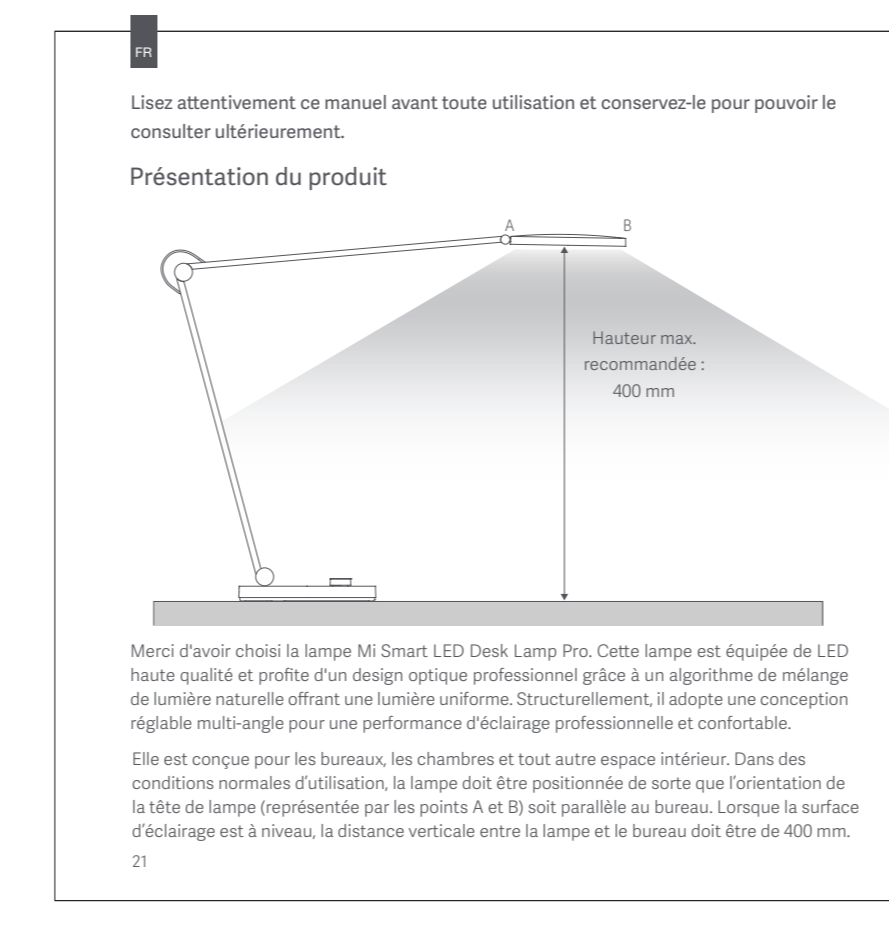 FR
Lisez attentivement ce manuel avant toute utilisation et conservez-le pour pouvoir le
consulter ultérieurement.
Présentation du produit
A
B
Hauteur max.
recommandée :
400 mm
Merci d'avoir choisi la lampe Mi Smart LED Desk Lamp Pro. Cette lampe est équipée de LED
haute qualité et profite d'un design optique professionnel grâce à un algorithme de mélange
de lumière naturelle offrant une lumière uniforme. Structurellement, il adopte une conception
réglable multi-angle pour une performance d'éclairage professionnelle et confortable.
Elle est conçue pour les bureaux, les chambres et tout autre espace intérieur. Dans des
conditions normales d’utilisation, la lampe doit être positionnée de sorte que l’orientation de
la tête de lampe (représentée par les points A et B) soit parallèle au bureau. Lorsque la surface
d’éclairage est à niveau, la distance verticale entre la lampe et le bureau doit être de 400 mm.
21